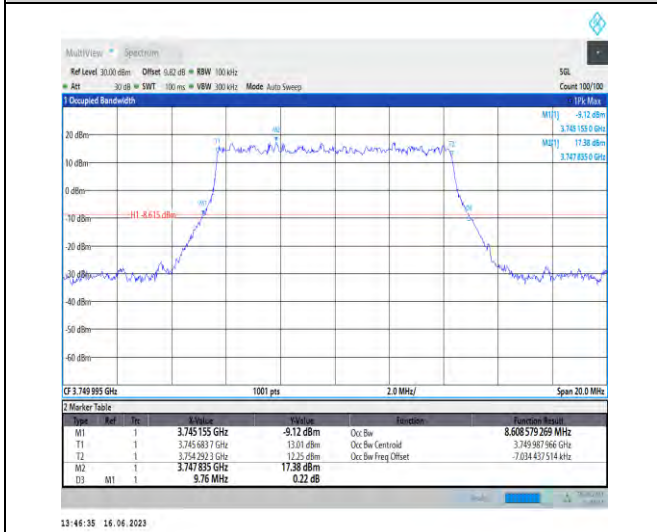 MultiView Spectrum
Ref Level 30.00 dBm Offset 0.82 dB RBW 100 kHz SGL
Att 30 dB SWT 100 ms VBW 300 kHz Mode Auto Sweep Count 100/100
1 Occupied Bandwidth 1Pk Max
M1[1] -9.12 dBm
3.745 155 0 GHz
M2[1] 17.38 dBm
3.747 835 0 GHz
20 dBm
10 dBm
0 dBm
H1 -8.615 dBm
-10 dBm
-20 dBm
-30 dBm
-40 dBm
-50 dBm
-60 dBm
CF 3.749 995 GHz 1001 pts 2.0 MHz/ Span 20.0 MHz
2 Marker Table
Type Ref Trc X-Value Y-Value Function Function Result
M1 1 3.745 155 GHz -9.12 dBm Occ Bw 8.608 579 269 MHz
T1 1 3.745 683 7 GHz 13.01 dBm Occ Bw Centroid 3.749 987 966 GHz
T2 1 3.754 292 3 GHz 12.25 dBm Occ Bw Freq Offset -7.034 437 514 kHz
M2 1 3.747 835 GHz 17.38 dBm
D3 M1 1 9.76 MHz 0.22 dB
13:46:35 16.06.2023